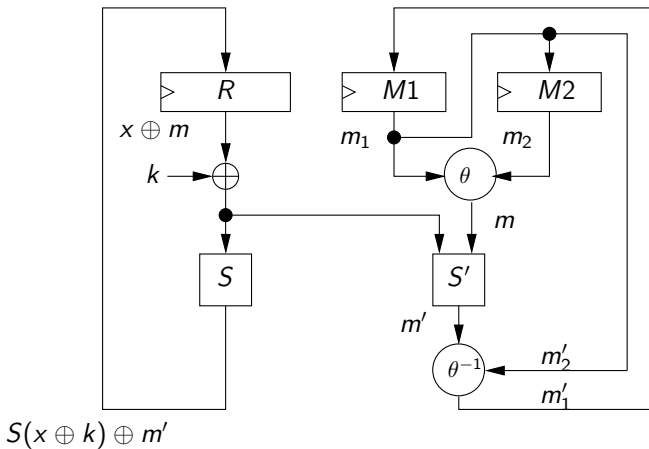 R
M1
M2
x ⊕ m
m₁
m₂
k
θ
m
S
S′
m′
θ⁻¹
m′₂
m′₁
S(x ⊕ k) ⊕ m′